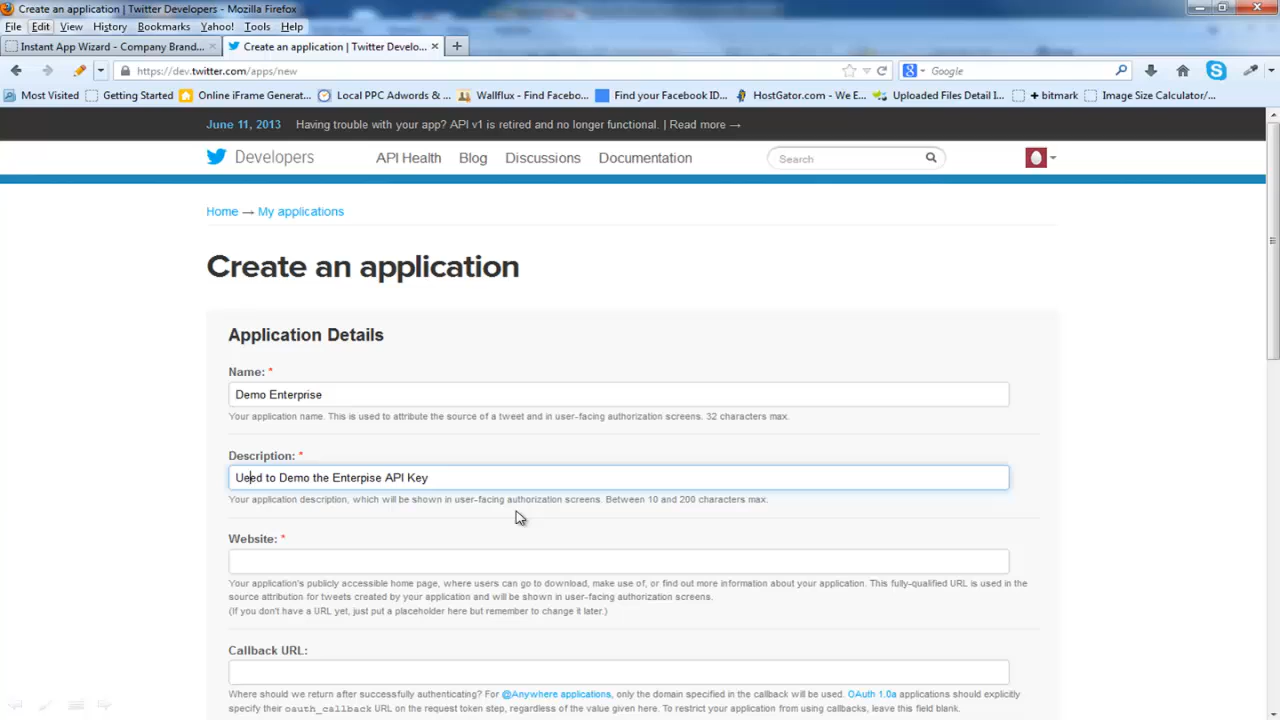 Create an application | Twitter Developers - Mozilla Firefox
File Edit View History Bookmarks Yahoo! Tools Help
Instant App Wizard - Company Brand... Create an application | Twitter Develo...
https://dev.twitter.com/apps/new Google
Most Visited Getting Started Online iFrame Generat... Local PPC Adwords & ... Wallflux - Find Facebo... Find your Facebook ID... HostGator.com - We E... Uploaded Files Detail I... + bitmark Image Size Calculator/...
June 11, 2013 Having trouble with your app? API v1 is retired and no longer functional. | Read more →
Developers API Health Blog Discussions Documentation Search
Home → My applications
Create an application
Application Details
Name: *
Demo Enterprise
Your application name. This is used to attribute the source of a tweet and in user-facing authorization screens. 32 characters max.
Description: *
Ueed to Demo the Enterpise API Key
Your application description, which will be shown in user-facing authorization screens. Between 10 and 200 characters max.
Website: *
Your application's publicly accessible home page, where users can go to download, make use of, or find out more information about your application. This fully-qualified URL is used in the
source attribution for tweets created by your application and will be shown in user-facing authorization screens.
(If you don't have a URL yet, just put a placeholder here but remember to change it later.)
Callback URL:
Where should we return after successfully authenticating? For @Anywhere applications, only the domain specified in the callback will be used. OAuth 1.0a applications should explicitly
specify their oauth_callback URL on the request token step, regardless of the value given here. To restrict your application from using callbacks, leave this field blank.